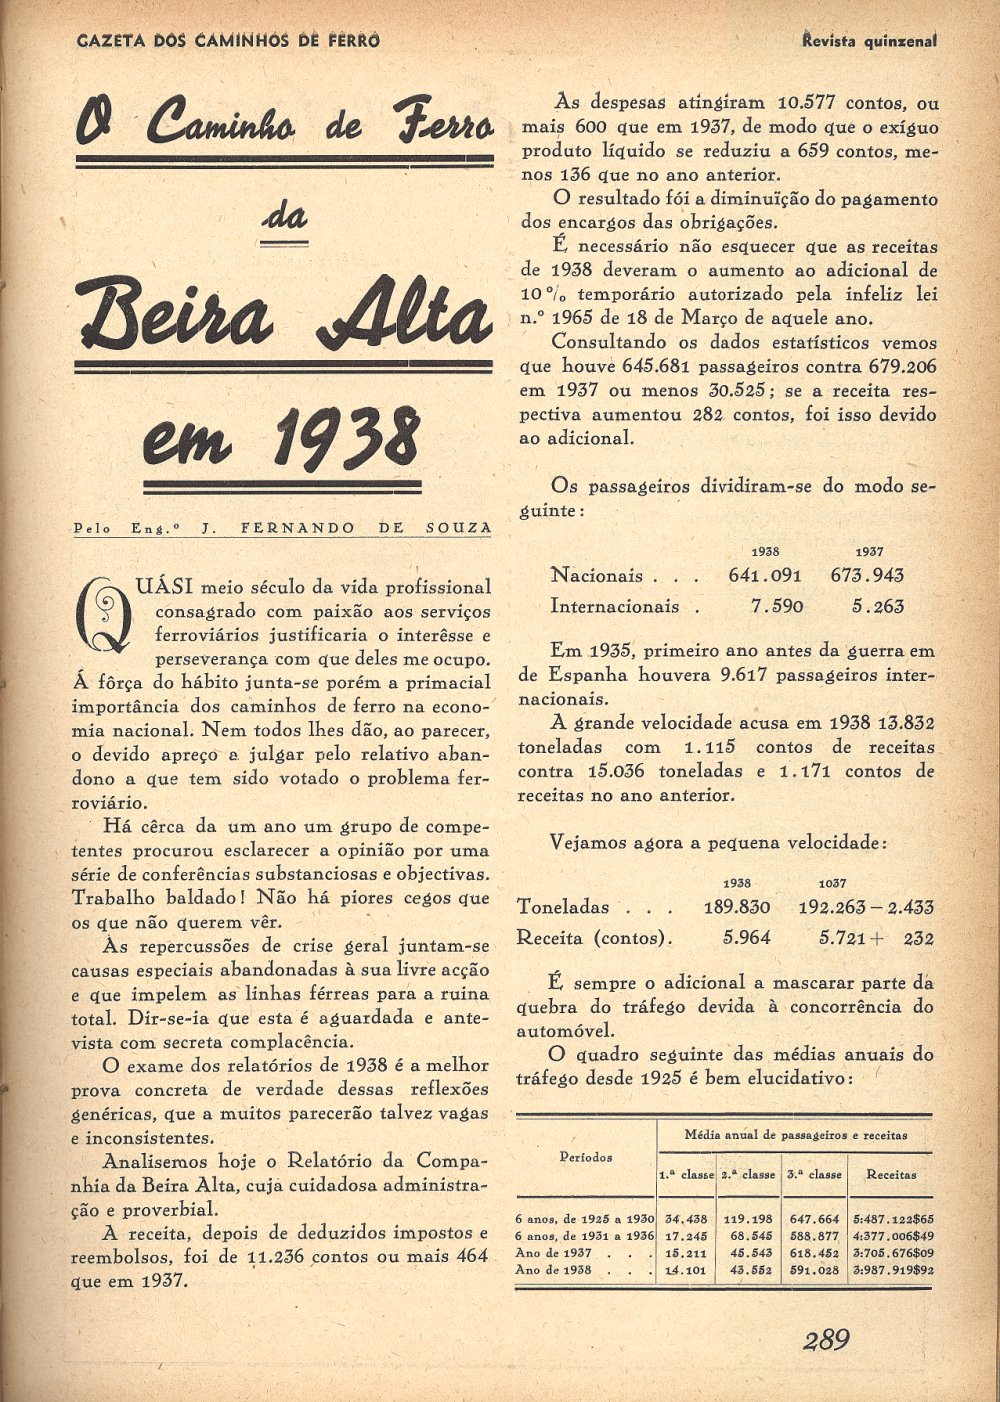 GAZETA DOS CAMINHOS DE FERRO
Revista quinzenal
O Caminho de Ferro
da
Beira Alta
em 1938
Pelo Eng.º J. FERNANDO DE SOUZA
QUÁSI meio século da vida profissional
consagrado com paixão aos serviços
ferroviários justificaria o interêsse e
perseverança com que deles me ocupo.
Á fôrça do hábito junta-se porém a primacial
importância dos caminhos de ferro na econo-
mia nacional. Nem todos lhes dão, ao parecer,
o devido apreço a julgar pelo relativo aban-
dono a que tem sido votado o problema fer-
roviário.
Há cêrca da um ano um grupo de compe-
tentes procurou esclarecer a opinião por uma
série de conferências substanciosas e objectivas.
Trabalho baldado! Não há piores cegos que
os que não querem vêr.
Às repercussões de crise geral juntam-se
causas especiais abandonadas à sua livre acção
e que impelem as linhas férreas para a ruina
total. Dir-se-ia que esta é aguardada e ante-
vista com secreta complacência.
O exame dos relatórios de 1938 é a melhor
prova concreta de verdade dessas reflexões
genéricas, que a muitos parecerão talvez vagas
e inconsistentes.
Analisemos hoje o Relatório da Compa-
nhia da Beira Alta, cuja cuidadosa administra-
ção e proverbial.
A receita, depois de deduzidos impostos e
reembolsos, foi de 11.236 contos ou mais 464
que em 1937.
As despesas atingiram 10.577 contos, ou
mais 600 que em 1937, de modo que o exíguo
produto líquido se reduziu a 659 contos, me-
nos 136 que no ano anterior.
O resultado fói a diminuïção do pagamento
dos encargos das obrigações.
É necessário não esquecer que as receitas
de 1938 deveram o aumento ao adicional de
10 % temporário autorizado pela infeliz lei
n.º 1965 de 18 de Março de aquele ano.
Consultando os dados estatísticos vemos
que houve 645.681 passageiros contra 679.206
em 1937 ou menos 30.525; se a receita res-
pectiva aumentou 282 contos, foi isso devido
ao adicional.
Os passageiros dividiram-se do modo se-
guinte:
1938 1937
Nacionais . . . 641.091 673.943
Internacionais . 7.590 5.263
Em 1935, primeiro ano antes da guerra em
de Espanha houvera 9.617 passageiros inter-
nacionais.
A grande velocidade acusa em 1938 13.832
toneladas com 1.115 contos de receitas
contra 15.036 toneladas e 1.171 contos de
receitas no ano anterior.
Vejamos agora a pequena velocidade:
1938 1037
Toneladas . . . 189.830 192.263 — 2.433
Receita (contos). 5.964 5.721 + 232
É sempre o adicional a mascarar parte da
quebra do tráfego devida à concorrência do
automóvel.
O quadro seguinte das médias anuais do
tráfego desde 1925 é bem elucidativo:
Períodos
Média anual de passageiros e receitas
1.ª classe 2.ª classe 3.ª classe Receitas
6 anos, de 1925 a 1930 34.438 119.198 647.664 5:487.122$65
6 anos, de 1931 a 1936 17.245 68.545 588.877 4:377.006$49
Ano de 1937 . . . 15.211 45.543 618.452 3:705.676$09
Ano de 1938 . . . 14.101 43.552 591.028 3:987.919$92
289